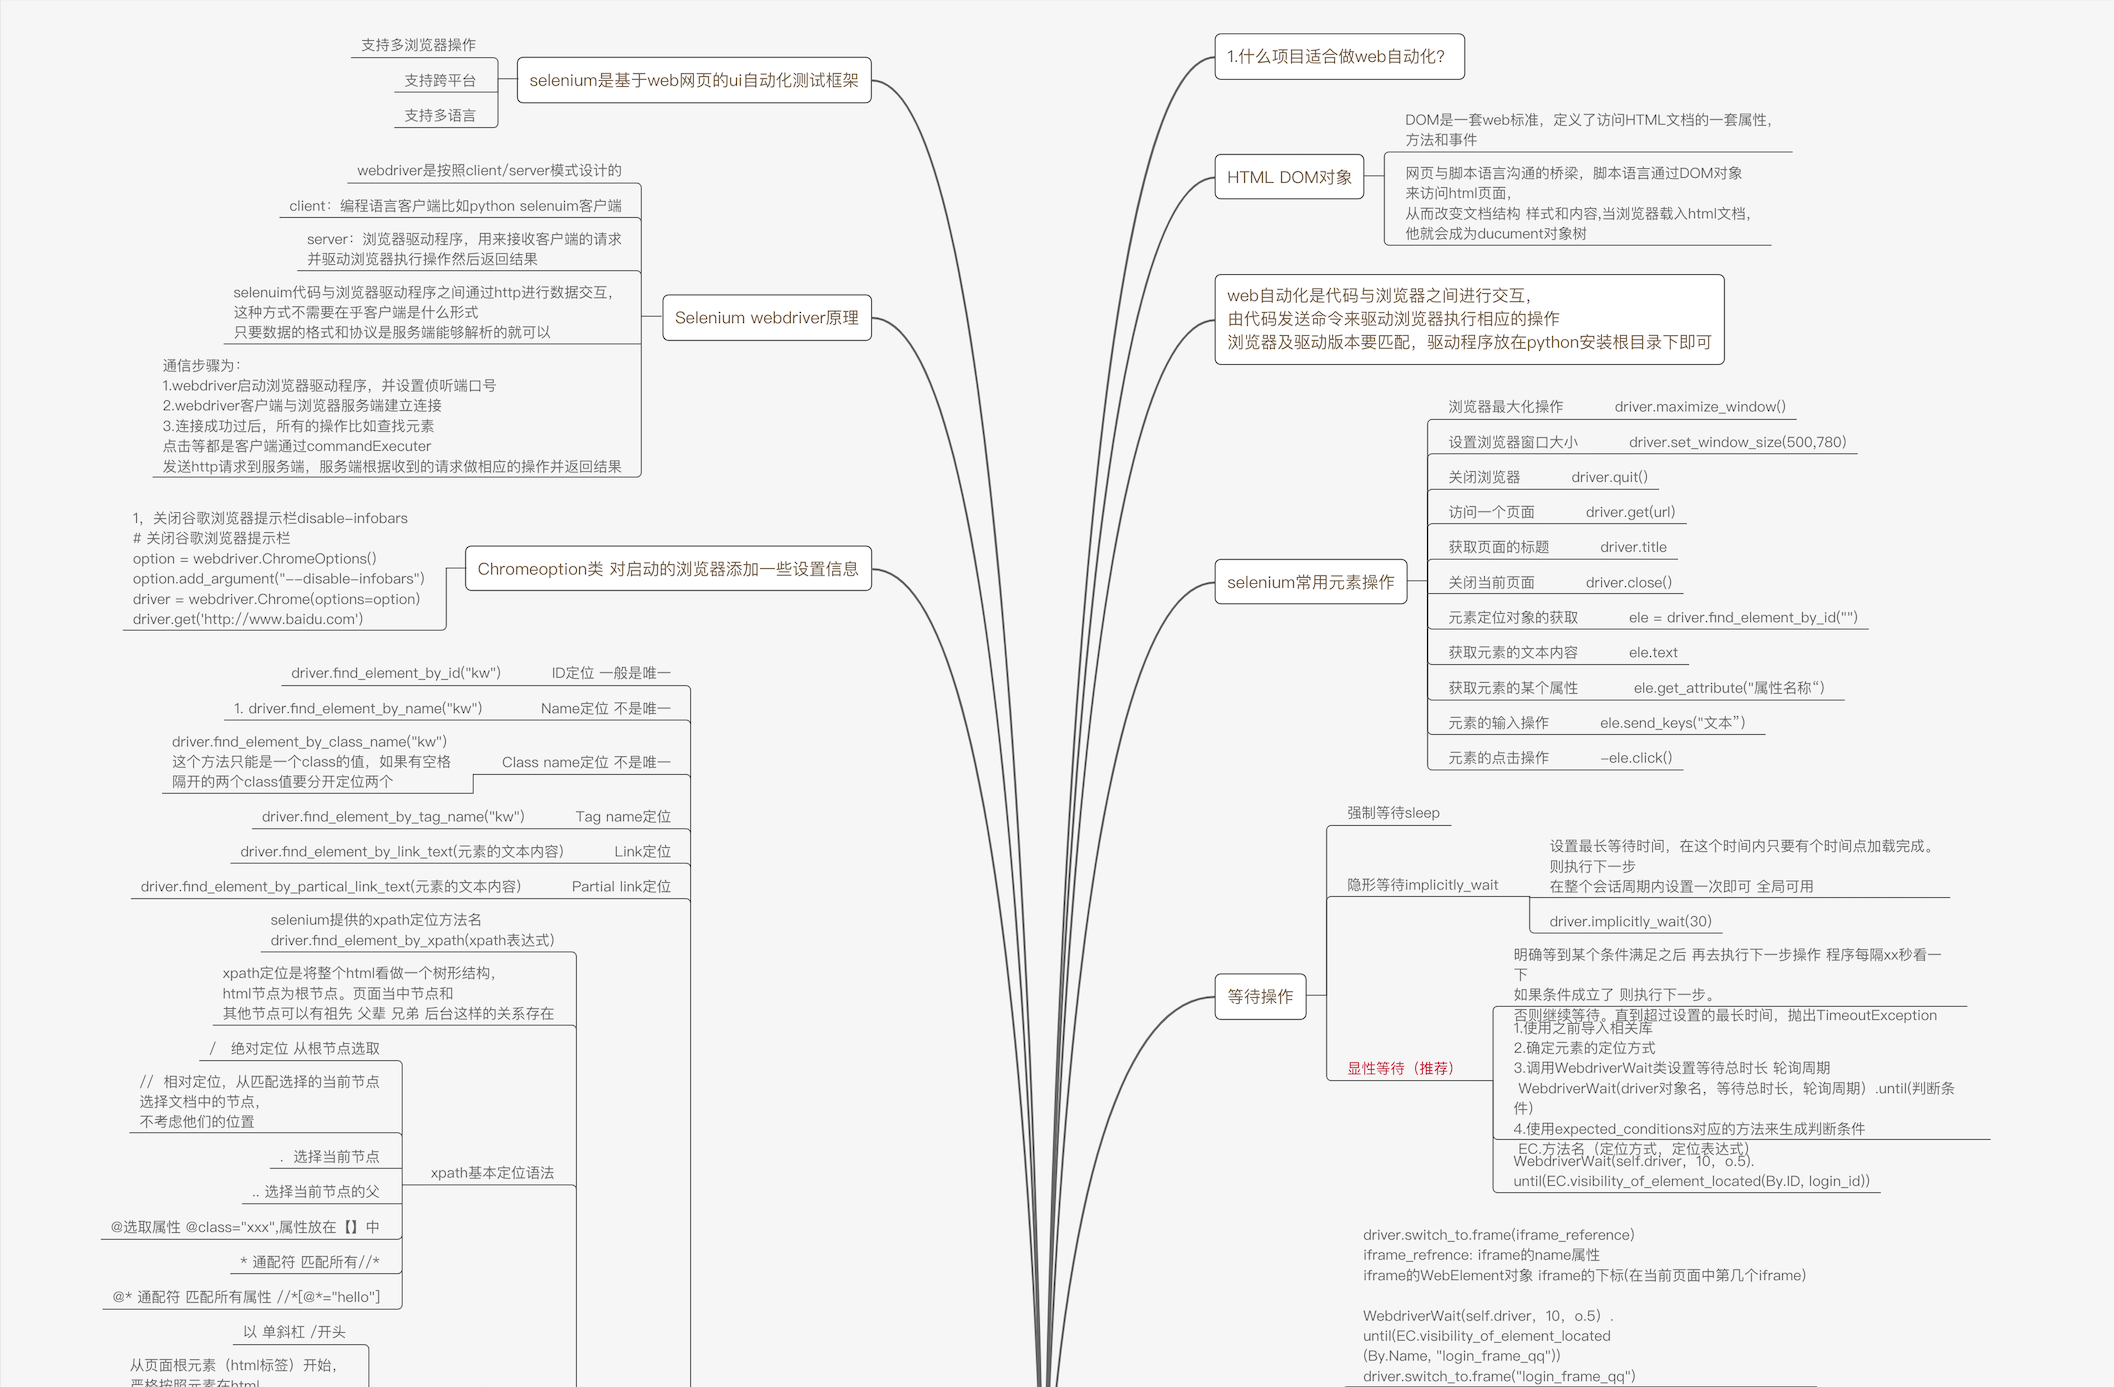 支持多浏览器操作
支持跨平台
支持多语言
selenium是基于web网页的ui自动化测试框架
webdriver是按照client/server模式设计的
client：编程语言客户端比如python selenuim客户端
server：浏览器驱动程序，用来接收客户端的请求
并驱动浏览器执行操作然后返回结果
selenuim代码与浏览器驱动程序之间通过http进行数据交互，
这种方式不需要在乎客户端是什么形式
只要数据的格式和协议是服务端能够解析的就可以
通信步骤为：
1.webdriver启动浏览器驱动程序，并设置侦听端口号
2.webdriver客户端与浏览器服务端建立连接
3.连接成功过后，所有的操作比如查找元素
点击等都是客户端通过commandExecuter
发送http请求到服务端，服务端根据收到的请求做相应的操作并返回结果
Selenium webdriver原理
1，关闭谷歌浏览器提示栏disable-infobars
# 关闭谷歌浏览器提示栏
option = webdriver.ChromeOptions()
option.add_argument("--disable-infobars")
driver = webdriver.Chrome(options=option)
driver.get('http://www.baidu.com')
Chromeoption类 对启动的浏览器添加一些设置信息
driver.find_element_by_id("kw") ID定位 一般是唯一
1. driver.find_element_by_name("kw") Name定位 不是唯一
driver.find_element_by_class_name("kw")
这个方法只能是一个class的值，如果有空格
隔开的两个class值要分开定位两个
Class name定位 不是唯一
driver.find_element_by_tag_name("kw") Tag name定位
driver.find_element_by_link_text(元素的文本内容) Link定位
driver.find_element_by_partical_link_text(元素的文本内容) Partial link定位
selenium提供的xpath定位方法名
driver.find_element_by_xpath(xpath表达式)
xpath定位是将整个html看做一个树形结构，
html节点为根节点。页面当中节点和
其他节点可以有祖先 父辈 兄弟 后台这样的关系存在
/ 绝对定位 从根节点选取
// 相对定位，从匹配选择的当前节点
选择文档中的节点，
不考虑他们的位置
. 选择当前节点
.. 选择当前节点的父
@选取属性 @class="xxx",属性放在【】中
* 通配符 匹配所有//*
@* 通配符 匹配所有属性 //*[@*="hello"]
xpath基本定位语法
以 单斜杠 /开头
从页面根元素（html标签）开始，
严格按照元素在html
1.什么项目适合做web自动化？
DOM是一套web标准，定义了访问HTML文档的一套属性，
方法和事件
网页与脚本语言沟通的桥梁，脚本语言通过DOM对象
来访问html页面，
从而改变文档结构 样式和内容,当浏览器载入html文档，
他就会成为ducument对象树
HTML DOM对象
web自动化是代码与浏览器之间进行交互，
由代码发送命令来驱动浏览器执行相应的操作
浏览器及驱动版本要匹配，驱动程序放在python安装根目录下即可
浏览器最大化操作 driver.maximize_window()
设置浏览器窗口大小 driver.set_window_size(500,780)
关闭浏览器 driver.quit()
访问一个页面 driver.get(url)
获取页面的标题 driver.title
关闭当前页面 driver.close()
元素定位对象的获取 ele = driver.find_element_by_id("")
获取元素的文本内容 ele.text
获取元素的某个属性 ele.get_attribute("属性名称“)
元素的输入操作 ele.send_keys("文本”)
元素的点击操作 -ele.click()
selenium常用元素操作
强制等待sleep
设置最长等待时间，在这个时间内只要有个时间点加载完成。
则执行下一步
在整个会话周期内设置一次即可 全局可用
隐形等待implicitly_wait
driver.implicitly_wait(30)
等待操作
明确等到某个条件满足之后 再去执行下一步操作 程序每隔xx秒看一
下
如果条件成立了 则执行下一步。
否则继续等待。直到超过设置的最长时间，抛出TimeoutException
1.使用之前导入相关库
2.确定元素的定位方式
3.调用WebdriverWait类设置等待总时长 轮询周期
WebdriverWait(driver对象名，等待总时长，轮询周期）.until(判断条
件)
4.使用expected_conditions对应的方法来生成判断条件
EC.方法名（定位方式，定位表达式）
显性等待（推荐）
WebdriverWait(self.driver，10，o.5).
until(EC.visibility_of_element_located(By.ID, login_id))
driver.switch_to.frame(iframe_reference)
iframe_refrence: iframe的name属性
iframe的WebElement对象 iframe的下标(在当前页面中第几个iframe)
WebdriverWait(self.driver，10，o.5）.
until(EC.visibility_of_element_located
(By.Name, "login_frame_qq"))
driver.switch_to.frame("login_frame_qq")